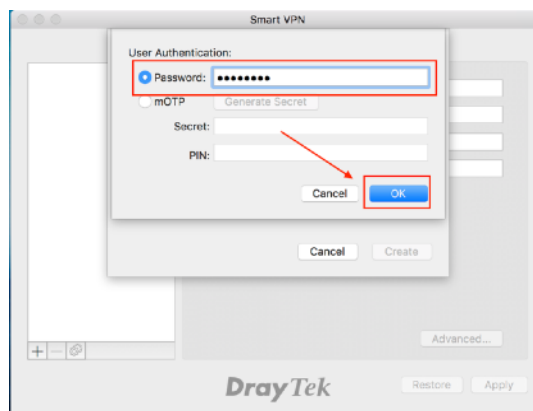 Smart VPN
User Authentication:
Password: ••••••••
mOTP Generate Secret
Secret:
PIN:
Cancel OK
Cancel Create
Advanced...
DrayTek Restore Apply